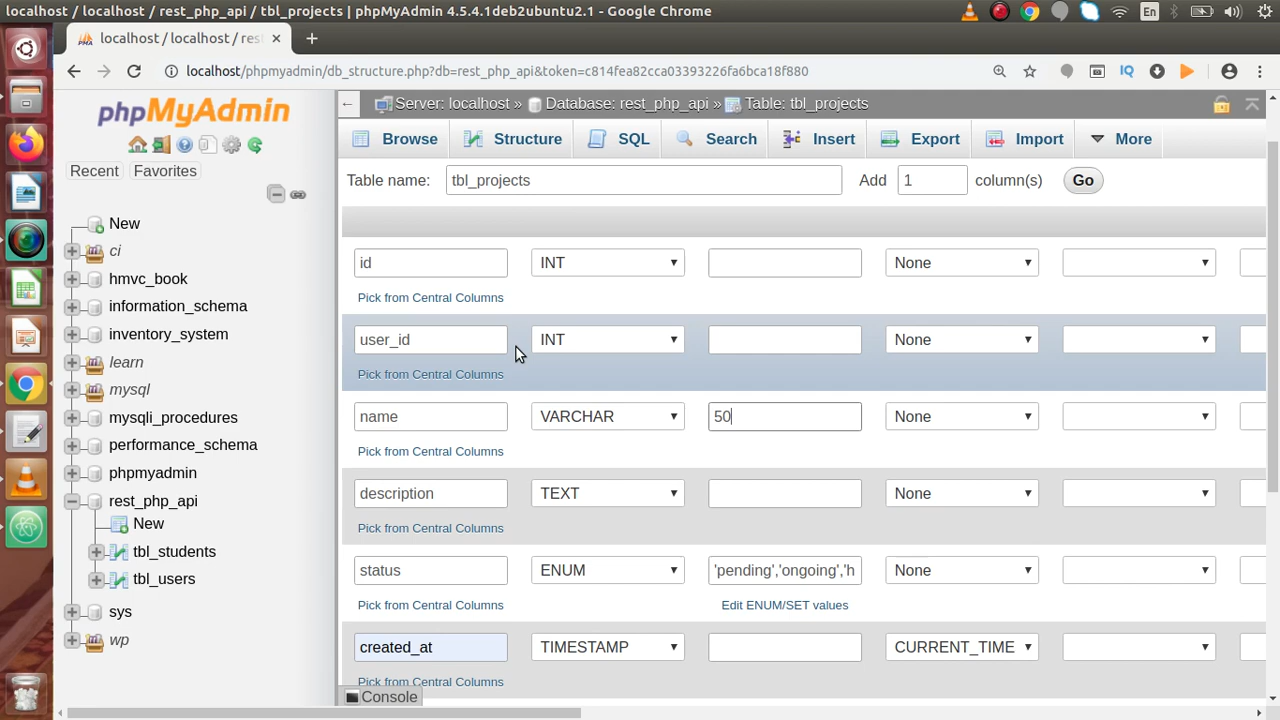 localhost / localhost / rest_php_api / tbl_projects | phpMyAdmin 4.5.4.1deb2ubuntu2.1 - Google Chrome
En
localhost / localhost / res
localhost/phpmyadmin/db_structure.php?db=rest_php_api&token=c814fea82cca0339322​6fa6bca18f880
IQ
phpMyAdmin
Server: localhost » Database: rest_php_api » Table: tbl_projects
Browse Structure SQL Search Insert Export Import More
Recent Favorites
Table name: tbl_projects Add 1 column(s) Go
New
ci
hmvc_book
information_schema
inventory_system
learn
mysql
mysqli_procedures
performance_schema
phpmyadmin
rest_php_api
New
tbl_students
tbl_users
sys
wp
id INT None
Pick from Central Columns
user_id INT None
Pick from Central Columns
name VARCHAR 50 None
Pick from Central Columns
description TEXT None
Pick from Central Columns
status ENUM 'pending','ongoing','h None
Pick from Central Columns Edit ENUM/SET values
created_at TIMESTAMP CURRENT_TIME
Pick from Central Columns
Console